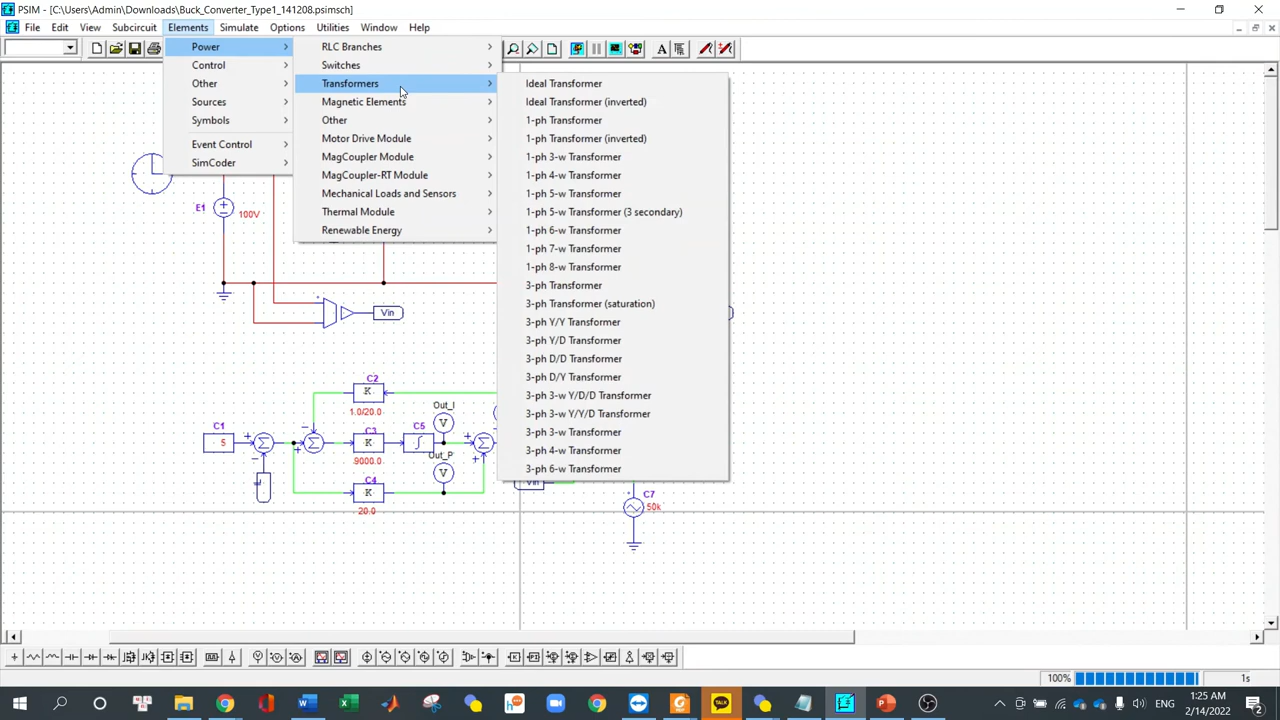 PSIM - [C:\Users\Admin\Downloads\Buck_Converter_Type1_141208.psimsch]
File Edit View Subcircuit Elements Simulate Options Utilities Window Help
Power
Control
Other
Sources
Symbols
Event Control
SimCoder
RLC Branches
Switches
Transformers
Magnetic Elements
Other
Motor Drive Module
MagCoupler Module
MagCoupler-RT Module
Mechanical Loads and Sensors
Thermal Module
Renewable Energy
Ideal Transformer
Ideal Transformer (inverted)
1-ph Transformer
1-ph Transformer (inverted)
1-ph 3-w Transformer
1-ph 4-w Transformer
1-ph 5-w Transformer
1-ph 5-w Transformer (3 secondary)
1-ph 6-w Transformer
1-ph 7-w Transformer
1-ph 8-w Transformer
3-ph Transformer
3-ph Transformer (saturation)
3-ph Y/Y Transformer
3-ph Y/D Transformer
3-ph D/D Transformer
3-ph D/Y Transformer
3-ph 3-w Y/D/D Transformer
3-ph 3-w Y/Y/D Transformer
3-ph 3-w Transformer
3-ph 4-w Transformer
3-ph 6-w Transformer
E1
100V
Vin
C2
K
1.0/20.0
Out_I
C1
5
C3
K
9000.0
C5
V
Out_P
V
C4
K
20.0
Vin
C7
50k
100%
1s
ENG
1:25 AM
2/14/2022